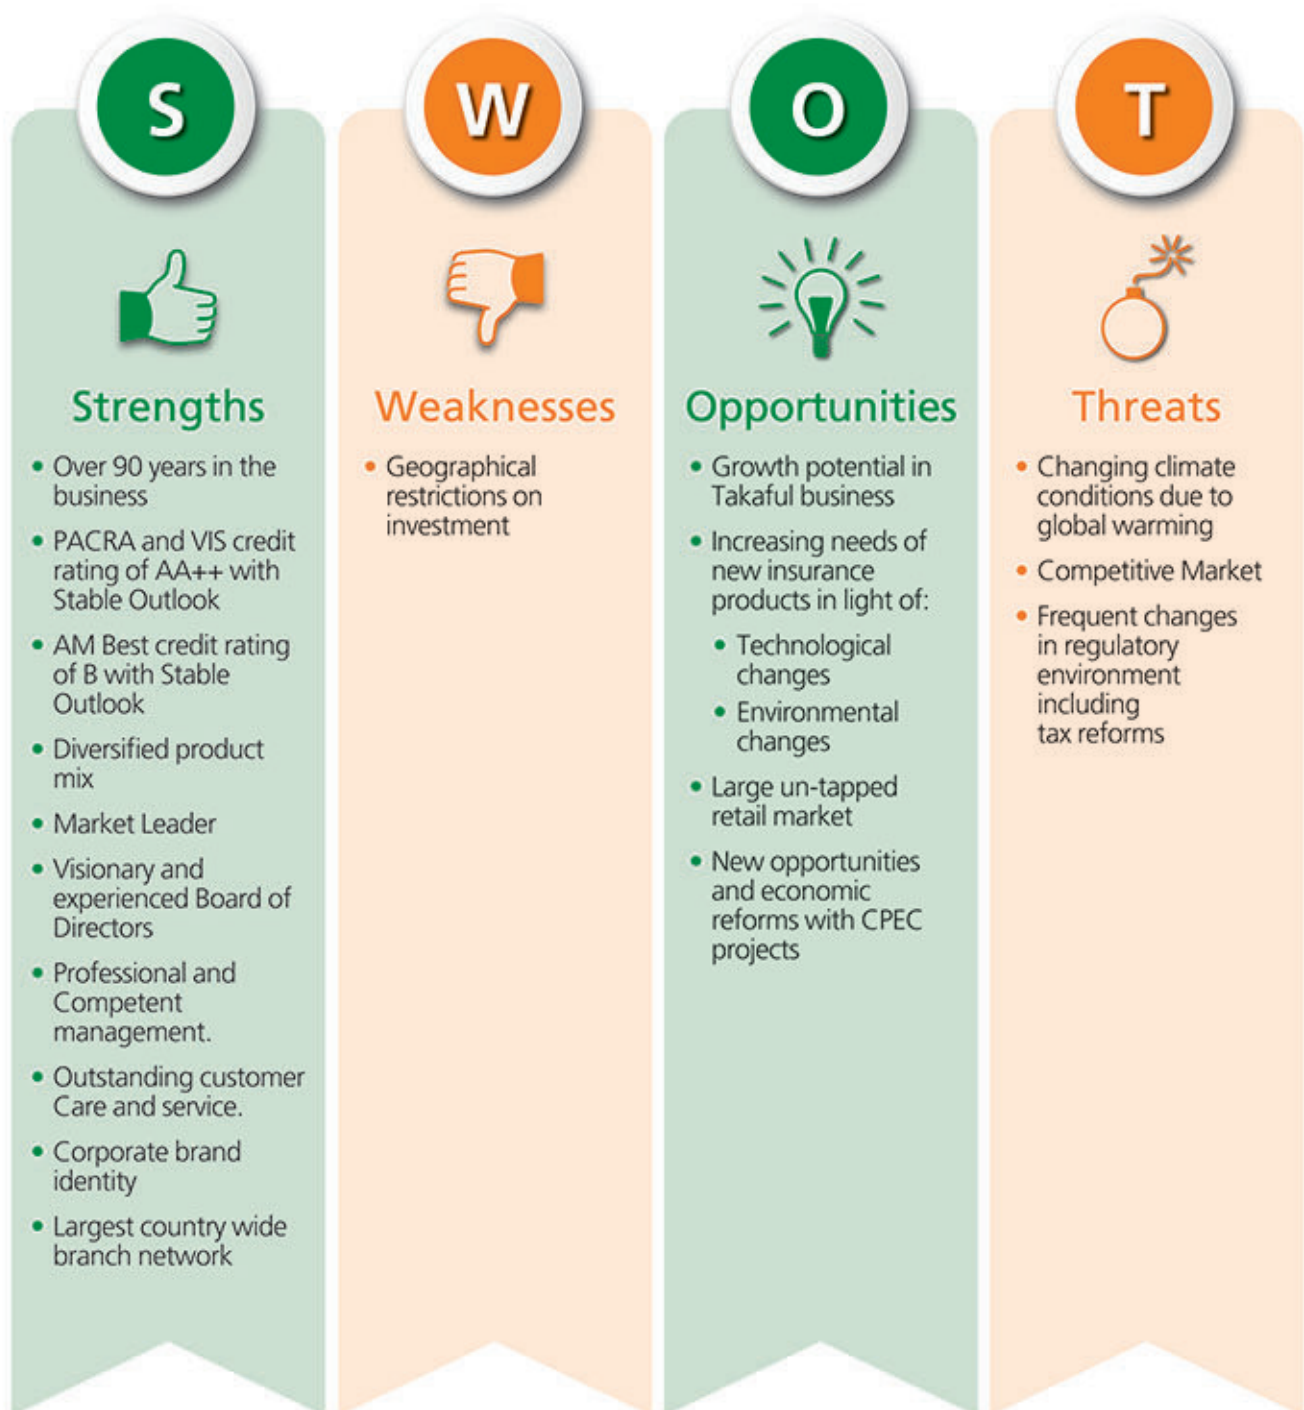 S
Strengths
• Over 90 years in the
business
• PACRA and VIS credit
rating of AA++ with
Stable Outlook
• AM Best credit rating
of B with Stable
Outlook
• Diversified product
mix
• Market Leader
• Visionary and
experienced Board of
Directors
• Professional and
Competent
management.
• Outstanding customer
Care and service.
• Corporate brand
identity
• Largest country wide
branch network
W
Weaknesses
• Geographical
restrictions on
investment
O
Opportunities
• Growth potential in
Takaful business
• Increasing needs of
new insurance
products in light of:
• Technological
changes
• Environmental
changes
• Large un-tapped
retail market
• New opportunities
and economic
reforms with CPEC
projects
T
Threats
• Changing climate
conditions due to
global warming
• Competitive Market
• Frequent changes
in regulatory
environment
including
tax reforms